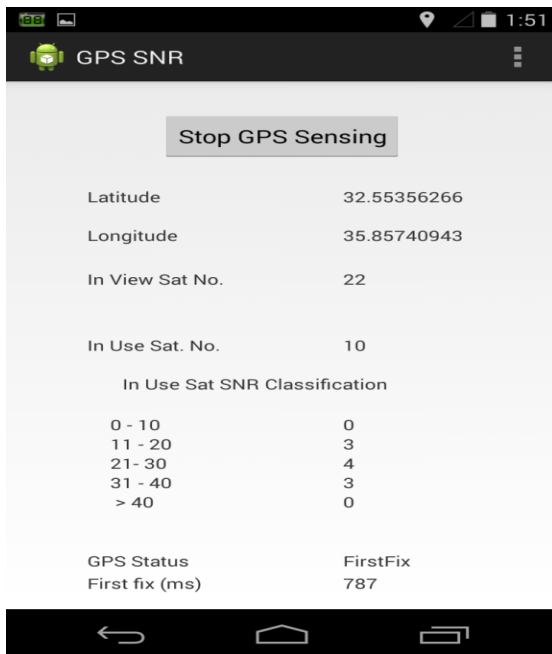 88 1:51
GPS SNR
Stop GPS Sensing
Latitude 32.55356266
Longitude 35.85740943
In View Sat No. 22
In Use Sat. No. 10
In Use Sat SNR Classification
0 - 10 0
11 - 20 3
21- 30 4
31 - 40 3
> 40 0
GPS Status FirstFix
First fix (ms) 787